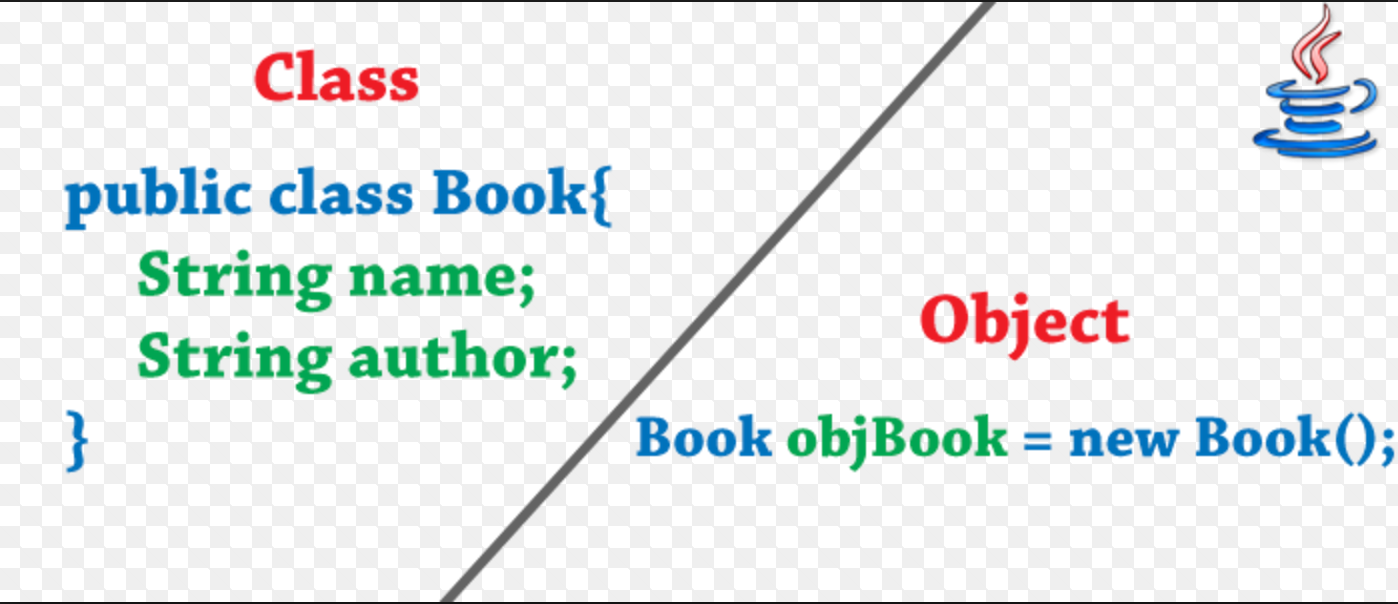 Class
public class Book{
String name;
String author;
}
Object
Book objBook = new Book();